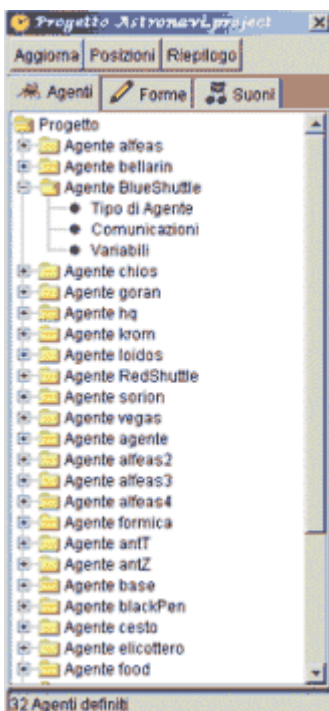 Progetto Astronavi.project
Aggiorna Posizioni Riepilogo
Agenti Forme Suoni
Progetto
Agente alfeas
Agente bellarin
Agente BlueShuttle
Tipo di Agente
Comunicazioni
Variabili
Agente chios
Agente goran
Agente hq
Agente krom
Agente loidos
Agente RedShuttle
Agente sorion
Agente vegas
Agente agente
Agente alfeas2
Agente alfeas3
Agente alfeas4
Agente formica
Agente antT
Agente antZ
Agente base
Agente blackPen
Agente cesto
Agente elicottero
Agente food
32 Agenti definiti